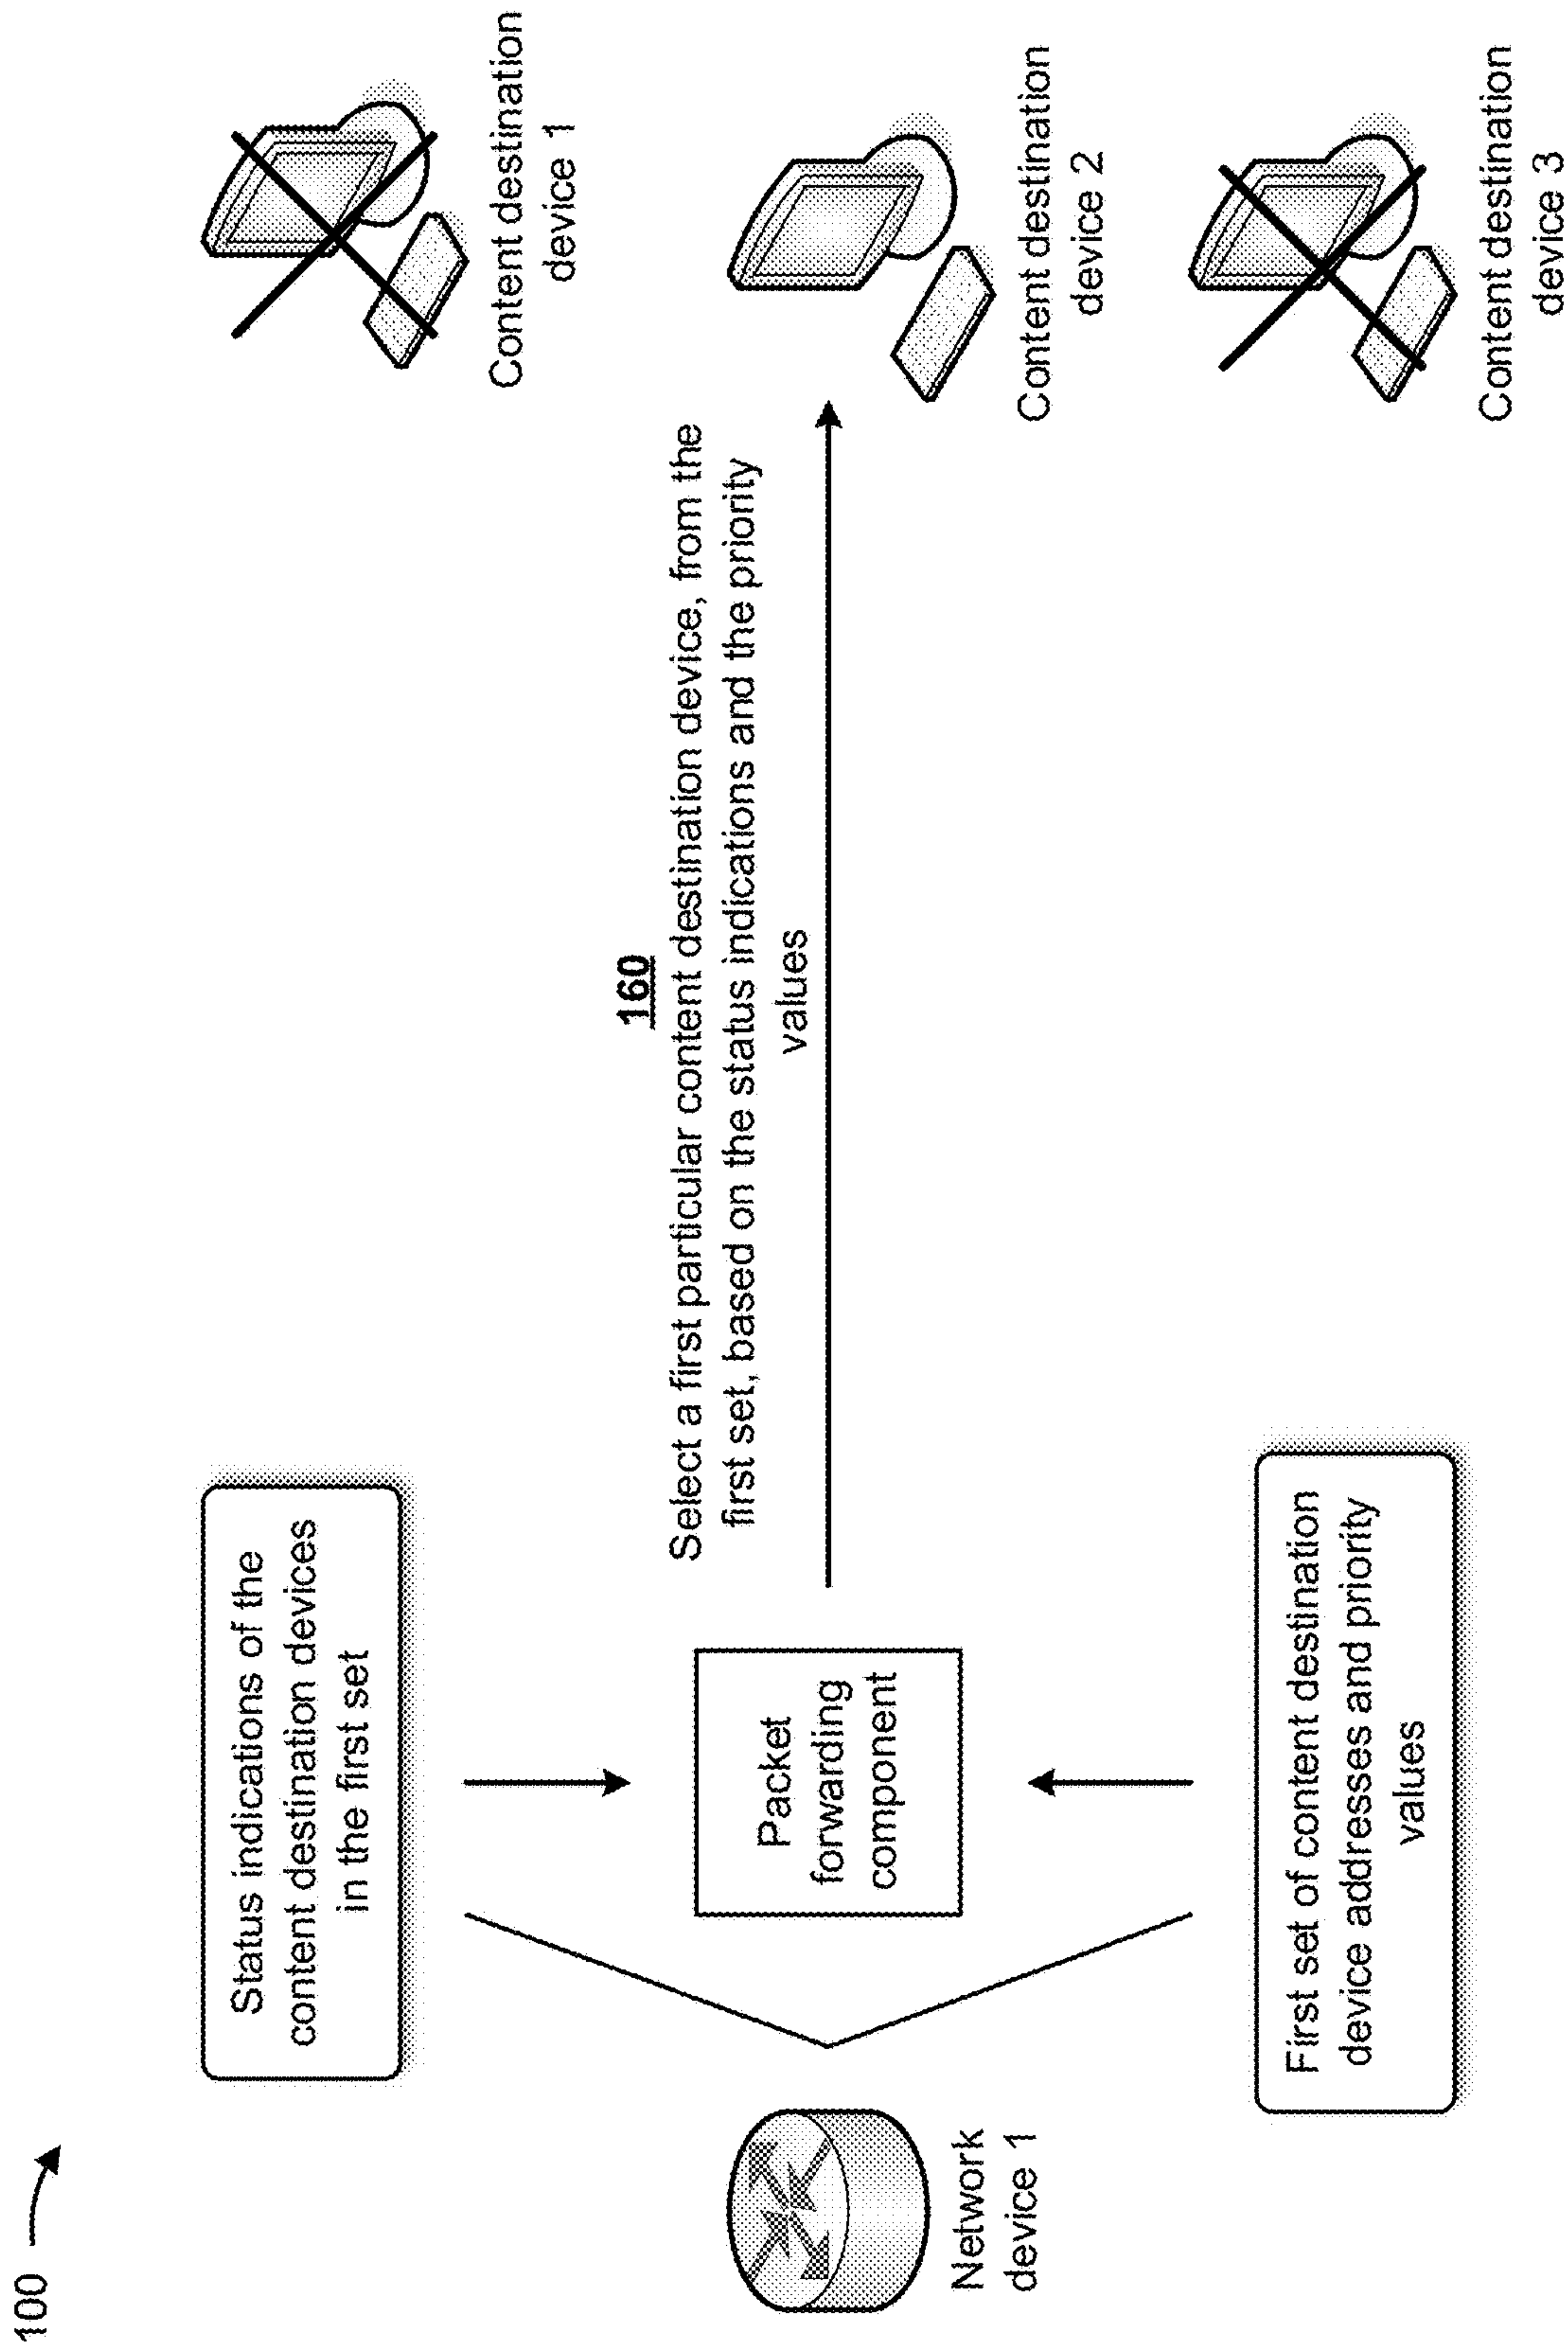 100
Status indications of the
content destination devices
in the first set
Content destination
device 1
160
Select a first particular content destination device, from the
first set, based on the status indications and the priority
values
Network
device 1
Packet
forwarding
component
Content destination
device 2
First set of content destination
device addresses and priority
values
Content destination
device 3